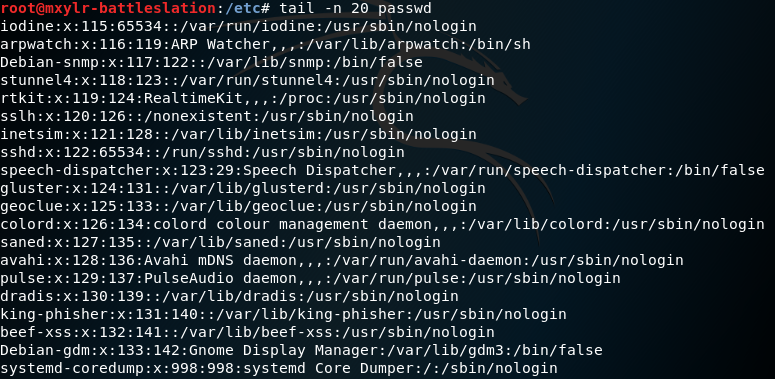 root@mxylr-battleslation:/etc# tail -n 20 passwd
iodine:x:115:65534::/var/run/iodine:/usr/sbin/nologin
arpwatch:x:116:119:ARP Watcher,,,:/var/lib/arpwatch:/bin/sh
Debian-snmp:x:117:122::/var/lib/snmp:/bin/false
stunnel4:x:118:123::/var/run/stunnel4:/usr/sbin/nologin
rtkit:x:119:124:RealtimeKit,,,:/proc:/usr/sbin/nologin
sslh:x:120:126::/nonexistent:/usr/sbin/nologin
inetsim:x:121:128::/var/lib/inetsim:/usr/sbin/nologin
sshd:x:122:65534::/run/sshd:/usr/sbin/nologin
speech-dispatcher:x:123:29:Speech Dispatcher,,,:/var/run/speech-dispatcher:/bin/false
gluster:x:124:131::/var/lib/glusterd:/usr/sbin/nologin
geoclue:x:125:133::/var/lib/geoclue:/usr/sbin/nologin
colord:x:126:134:colord colour management daemon,,,:/var/lib/colord:/usr/sbin/nologin
saned:x:127:135::/var/lib/saned:/usr/sbin/nologin
avahi:x:128:136:Avahi mDNS daemon,,,:/var/run/avahi-daemon:/usr/sbin/nologin
pulse:x:129:137:PulseAudio daemon,,,:/var/run/pulse:/usr/sbin/nologin
dradis:x:130:139::/var/lib/dradis:/usr/sbin/nologin
king-phisher:x:131:140::/var/lib/king-phisher:/usr/sbin/nologin
beef-xss:x:132:141::/var/lib/beef-xss:/usr/sbin/nologin
Debian-gdm:x:133:142:Gnome Display Manager:/var/lib/gdm3:/bin/false
systemd-coredump:x:998:998:systemd Core Dumper:/:/sbin/nologin